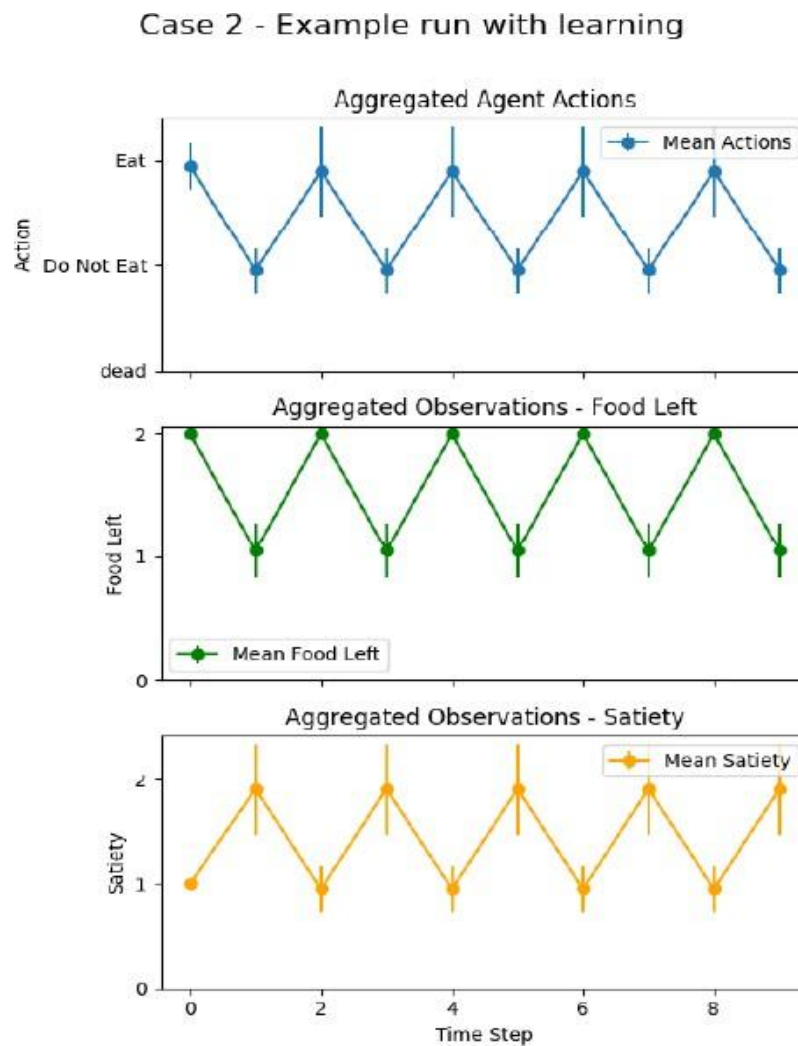 Case 2 - Example run with learning
Aggregated Agent Actions
Mean Actions
Eat
Do Not Eat
dead
Action
Aggregated Observations - Food Left
2
1
0
Food Left
Mean Food Left
Aggregated Observations - Satiety
Mean Satiety
2
1
0
Satiety
0 2 4 6 8
Time Step